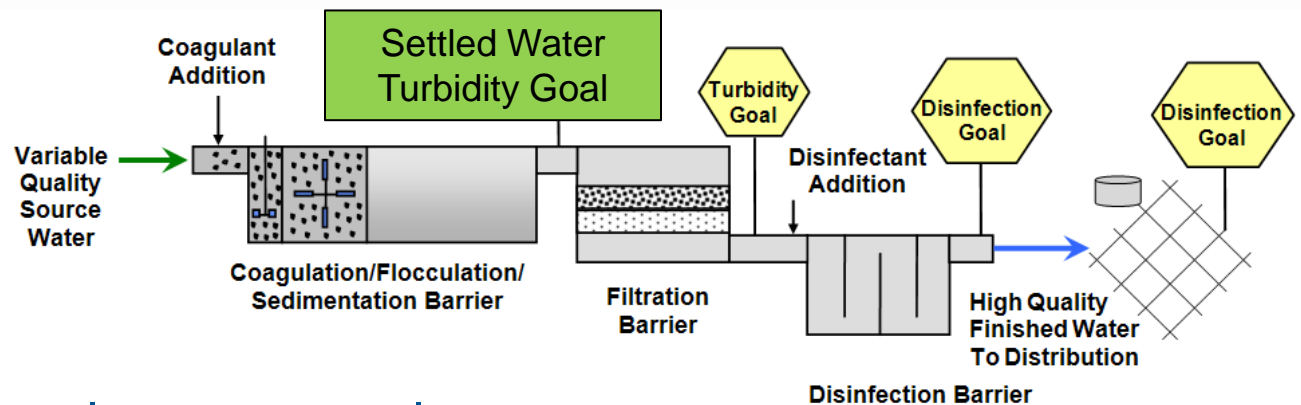 Coagulant
Addition
Settled Water
Turbidity Goal
Turbidity
Goal
Disinfection
Goal
Disinfection
Goal
Variable
Quality
Source
Water
Disinfectant
Addition
Coagulation/Flocculation/
Sedimentation Barrier
Filtration
Barrier
High Quality
Finished Water
To Distribution
Disinfection Barrier